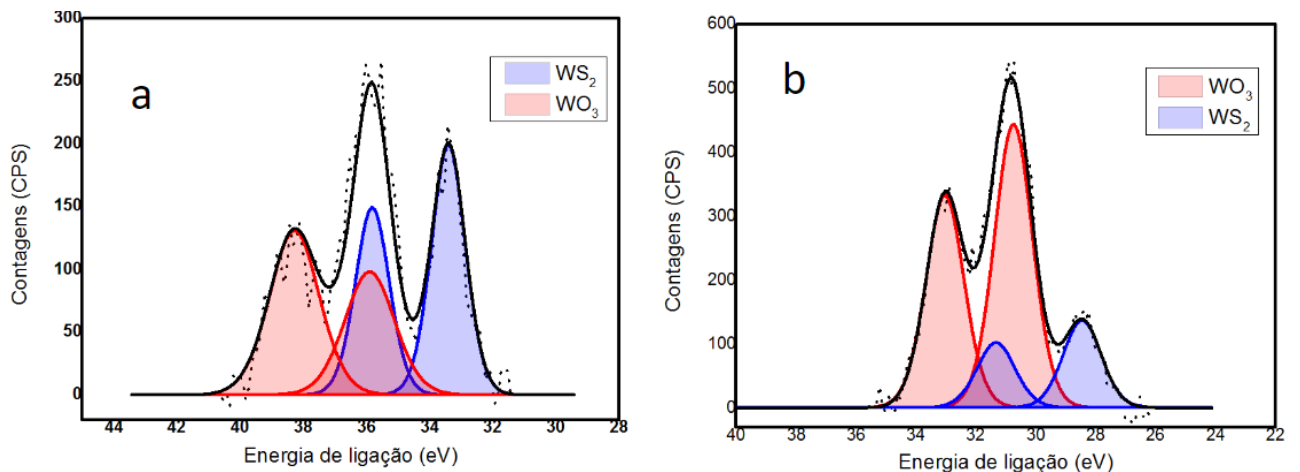 a
WS2
WO3
300
250
200
150
100
50
0
44 42 40 38 36 34 32 30 28
Contagens (CPS)
Energia de ligação (eV)
b
WO3
WS2
600
500
400
300
200
100
0
40 38 36 34 32 30 28 26 24 22
Contagens (CPS)
Energia de ligação (eV)